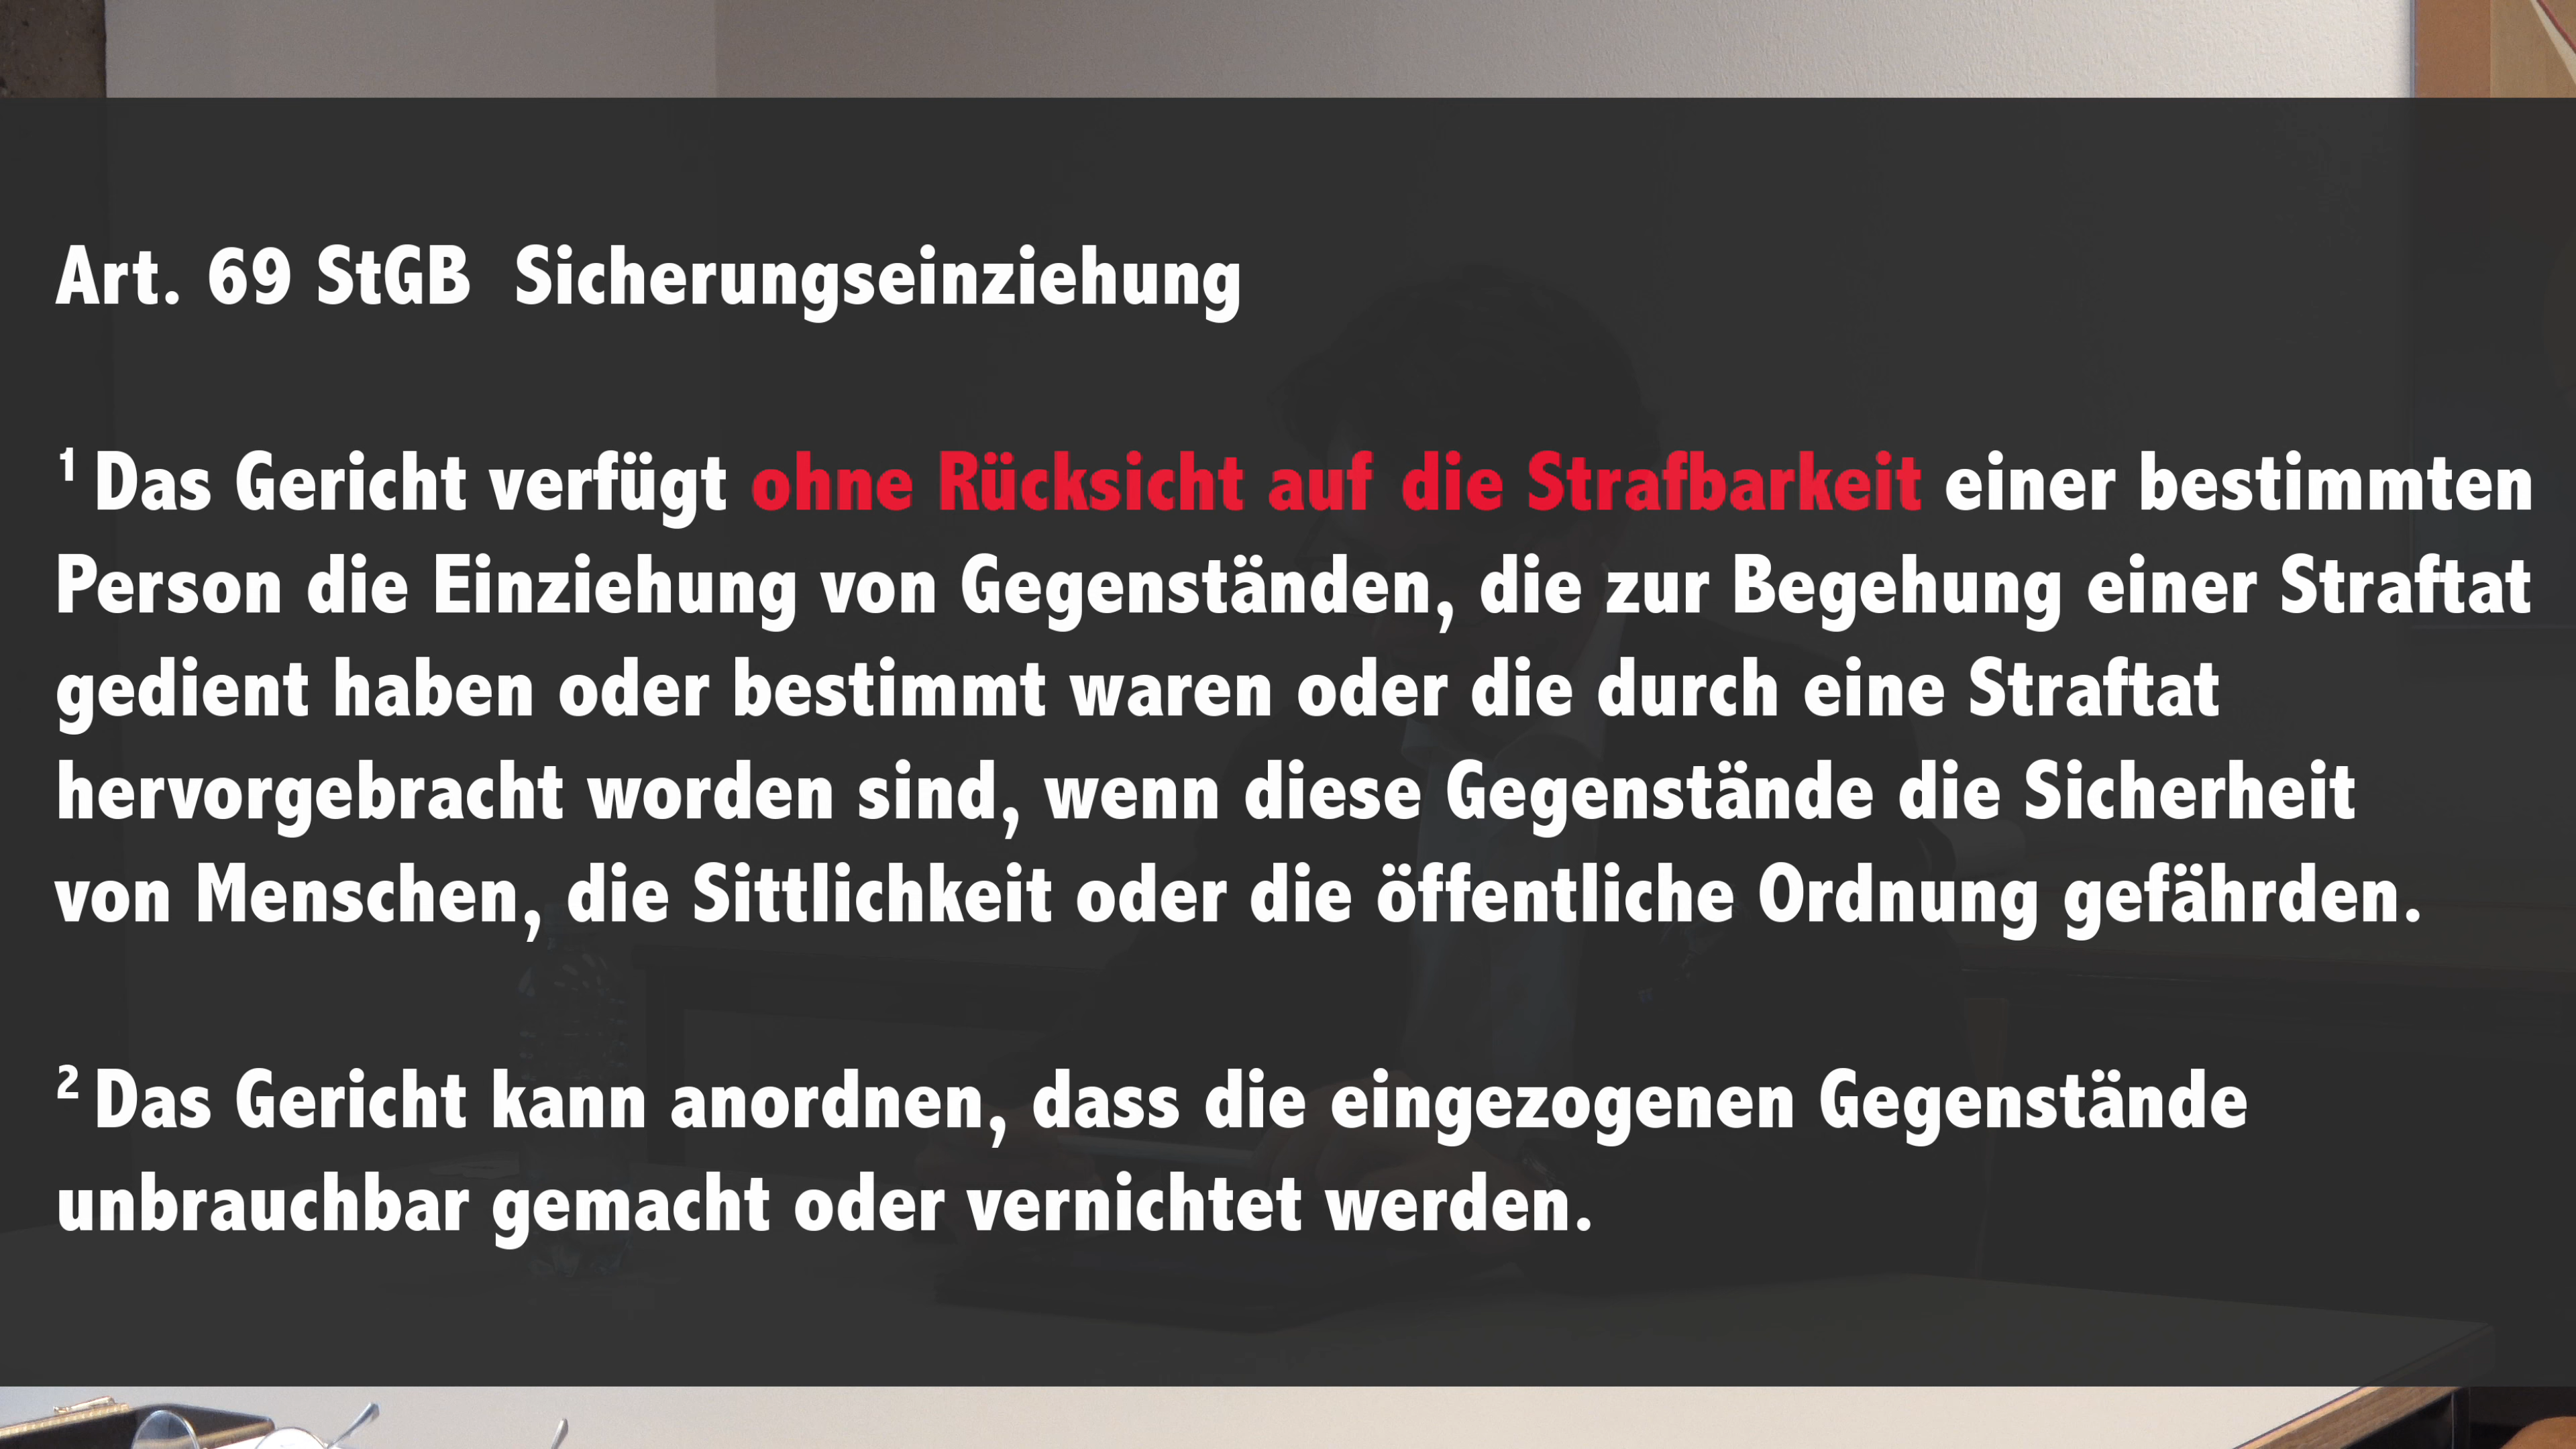 Art. 69 StGB  Sicherungseinziehung
¹ Das Gericht verfügt ohne Rücksicht auf die Strafbarkeit einer bestimmten
Person die Einziehung von Gegenständen, die zur Begehung einer Straftat
gedient haben oder bestimmt waren oder die durch eine Straftat
hervorgebracht worden sind, wenn diese Gegenstände die Sicherheit
von Menschen, die Sittlichkeit oder die öffentliche Ordnung gefährden.
² Das Gericht kann anordnen, dass die eingezogenen Gegenstände
unbrauchbar gemacht oder vernichtet werden.